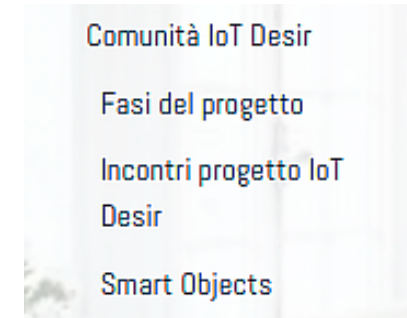 Comunità IoT Desir
Fasi del progetto
Incontri progetto IoT
Desir
Smart Objects